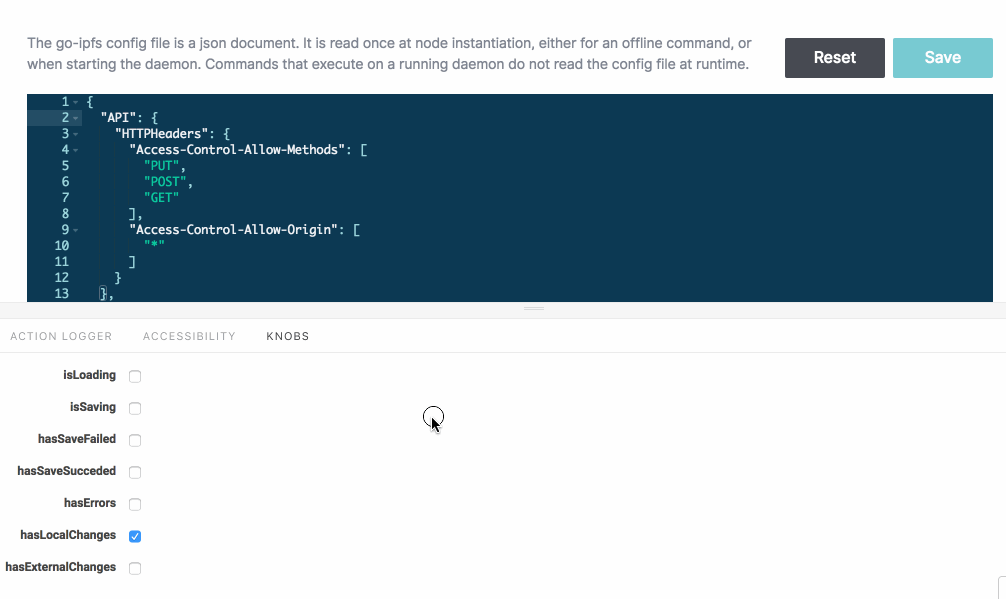 The go-ipfs config file is a json document. It is read once at node instantiation, either for an offline command, or
when starting the daemon. Commands that execute on a running daemon do not read the config file at runtime.
Reset
Save
1 {
2 "API": {
3 "HTTPHeaders": {
4 "Access-Control-Allow-Methods": [
5 "PUT",
6 "POST",
7 "GET"
8 ],
9 "Access-Control-Allow-Origin": [
10 "*"
11 ]
12 }
13 },
ACTION LOGGER
ACCESSIBILITY
KNOBS
isLoading
isSaving
hasSaveFailed
hasSaveSucceded
hasErrors
hasLocalChanges
hasExternalChanges